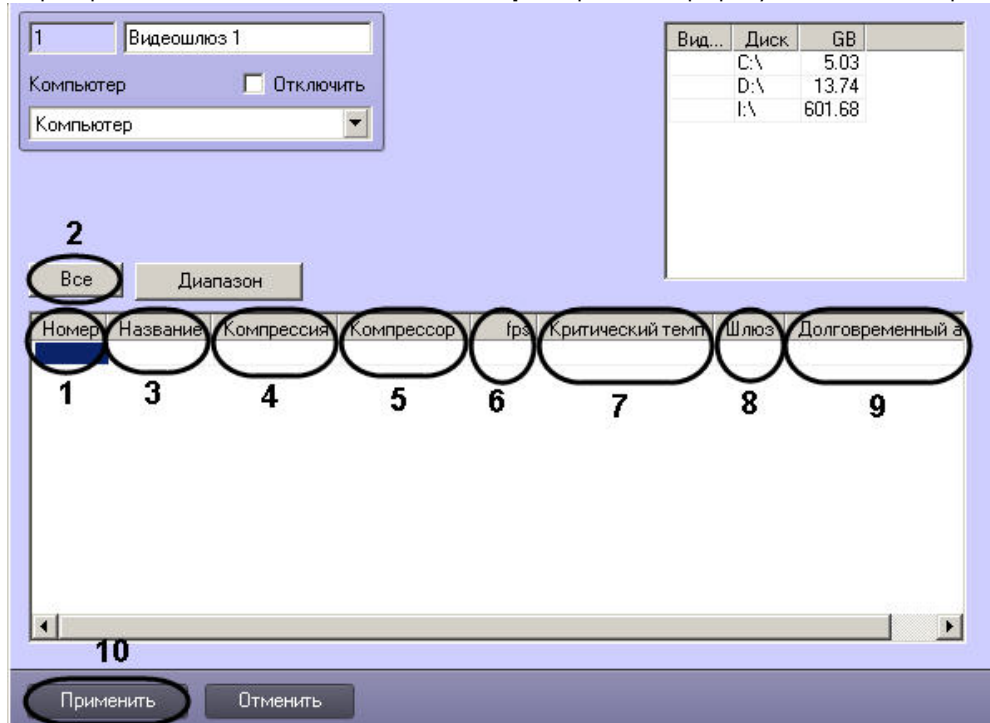 1 Видеошлюз 1
Компьютер Отключить
Компьютер
Вид... Диск GB
C:\ 5.03
D:\ 13.74
I:\ 601.68
2
Все Диапазон
Номер Название Компрессия Компрессор fps Критический темп Шлюз Долговременный а
1 3 4 5 6 7 8 9
10
Применить Отменить